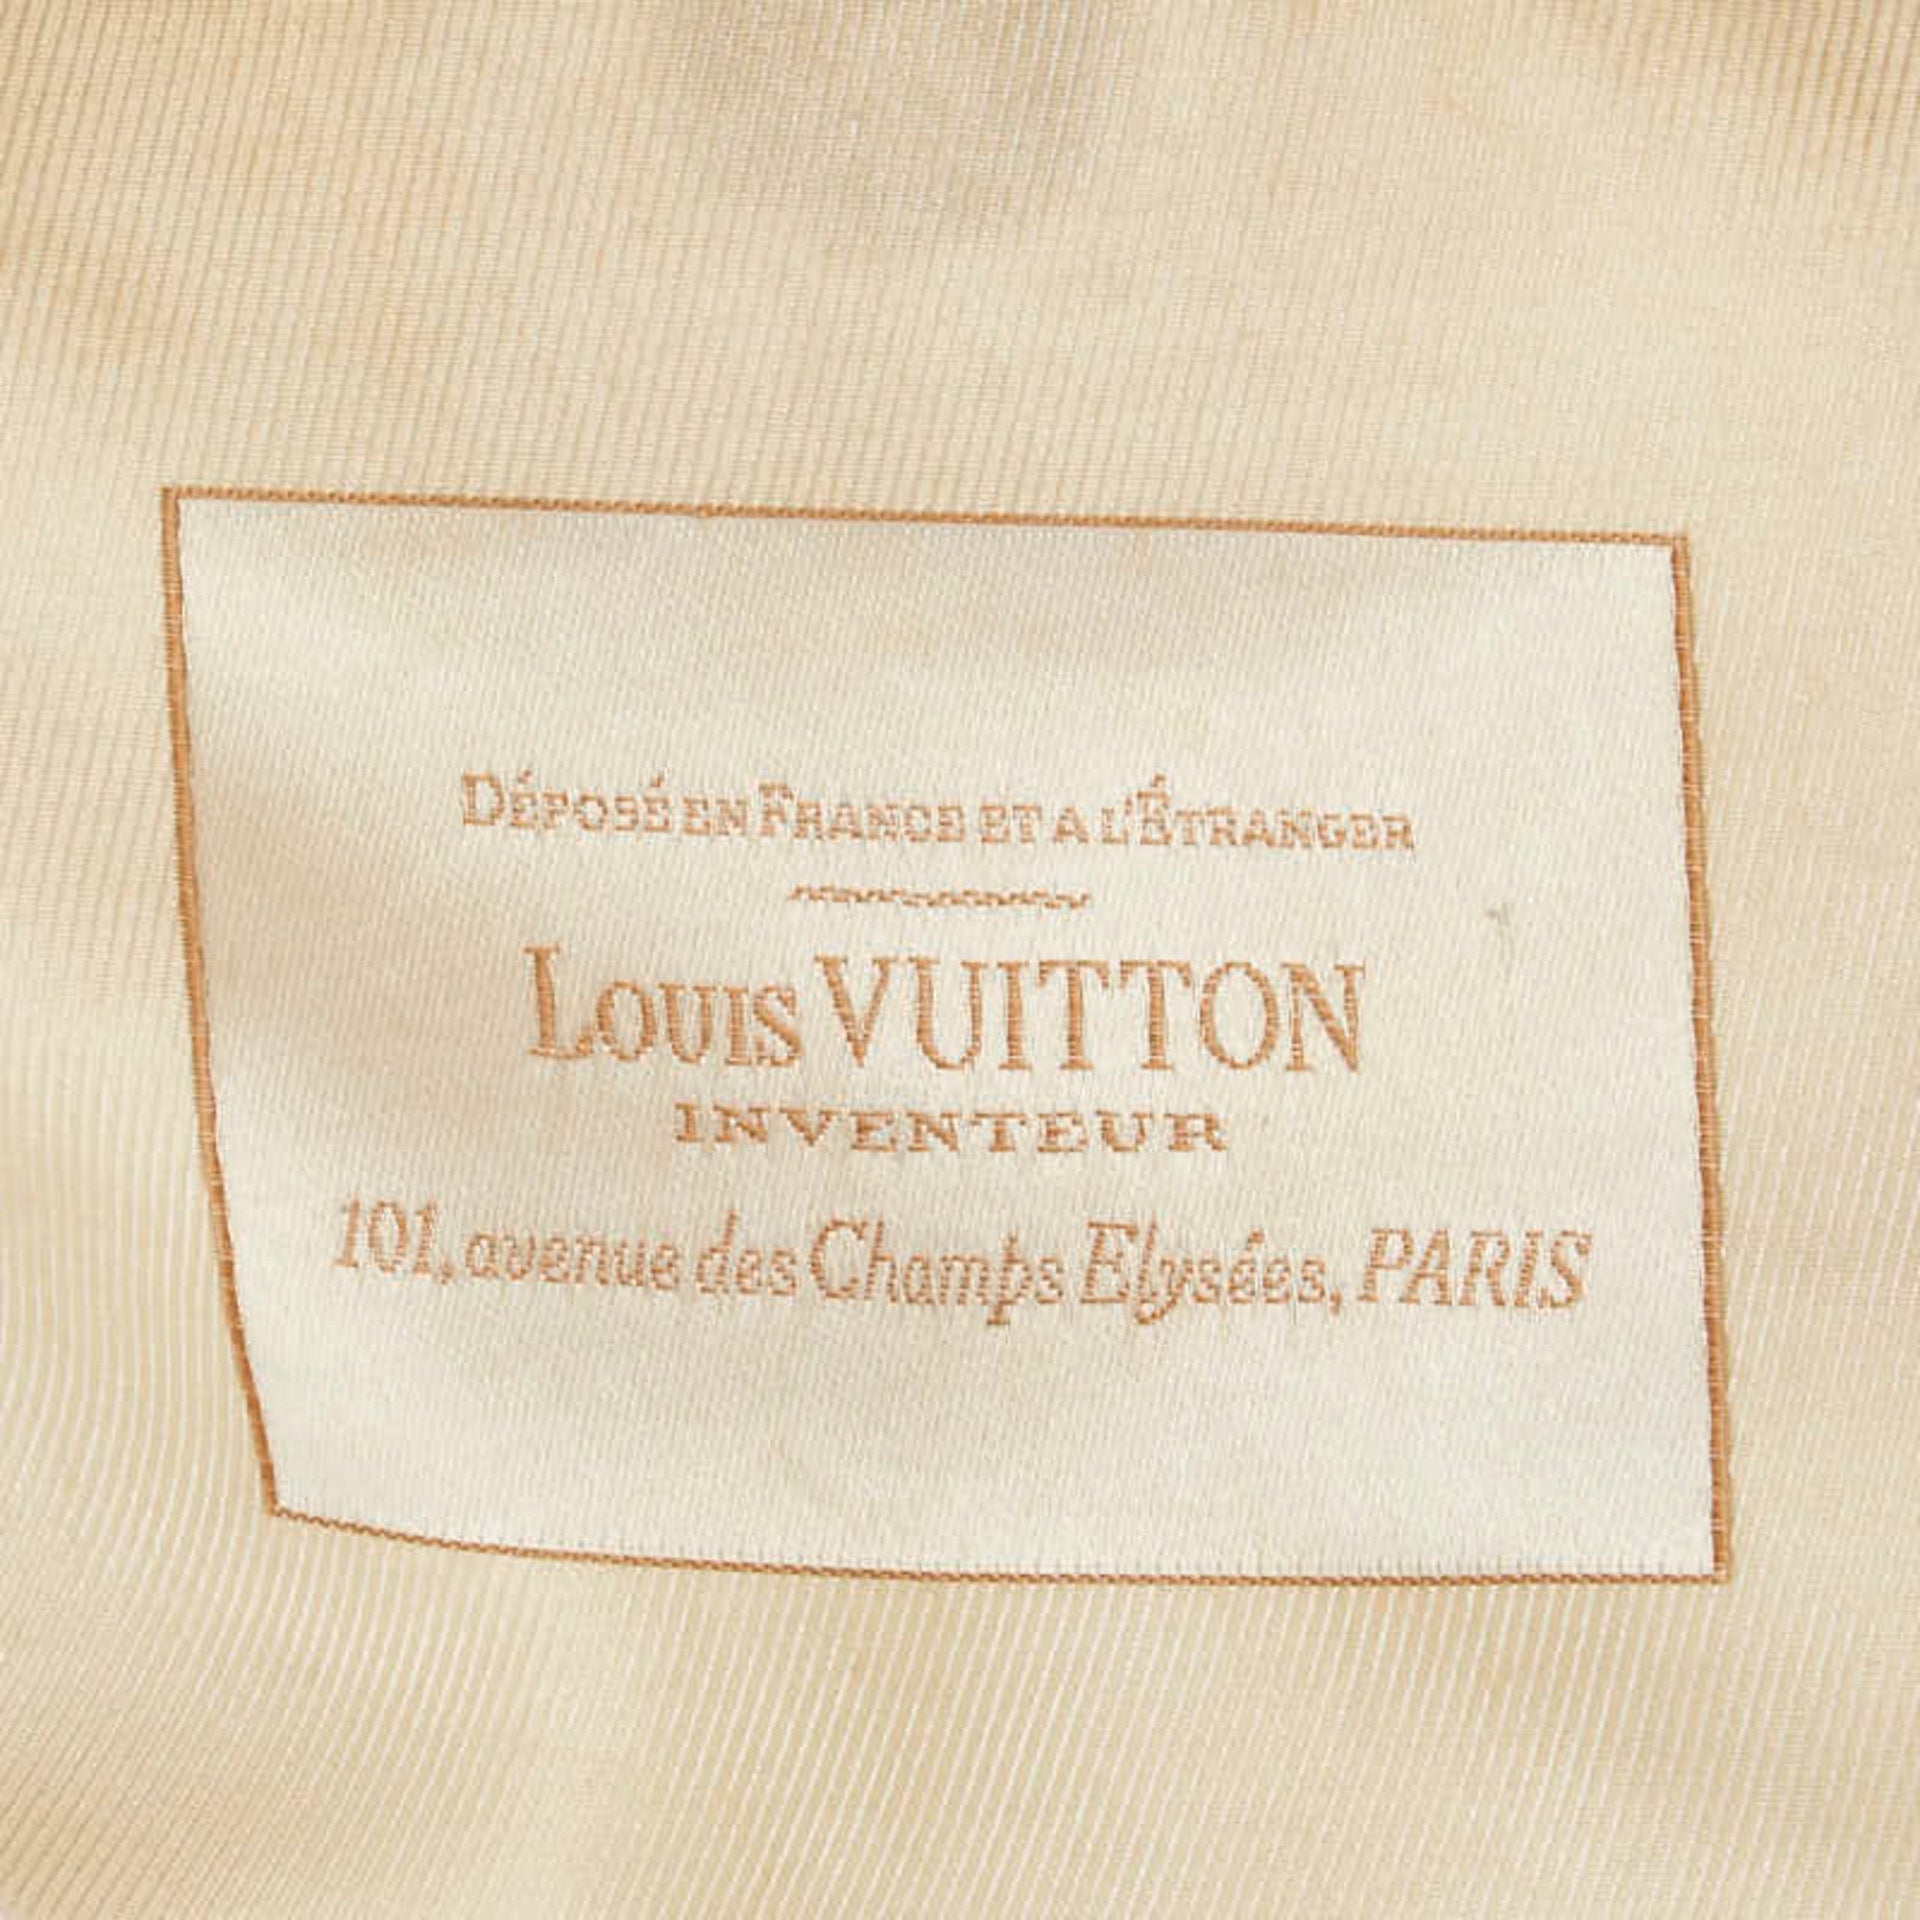 DÉPOSÉ EN FRANCE ET A L'ÉTRANGER
LOUIS VUITTON
INVENTEUR
101, avenue des Champs Elysées, PARIS